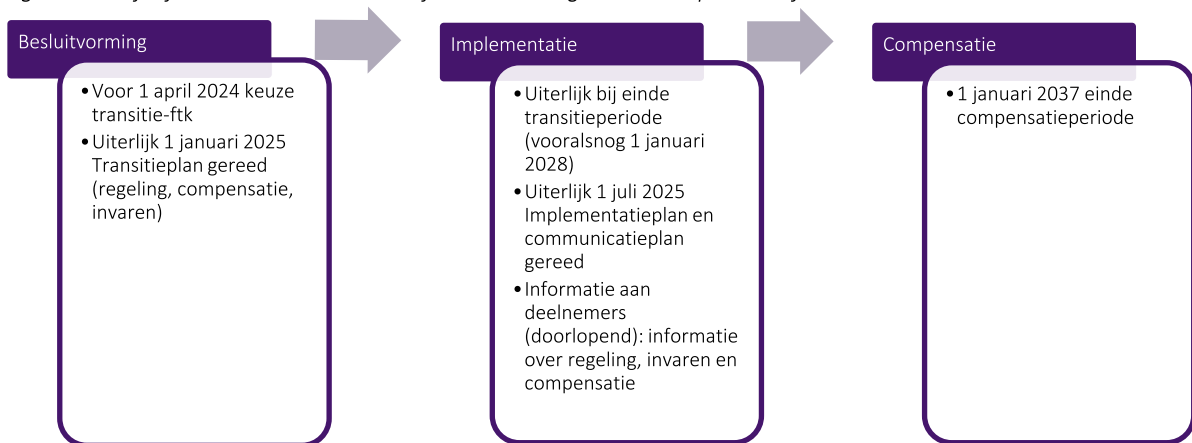 Besluitvorming
•Voor 1 april 2024 keuze
transitie-ftk
•Uiterlijk 1 januari 2025
Transitieplan gereed
(regeling, compensatie,
invaren)
Implementatie
•Uiterlijk bij einde
transitieperiode
(vooralsnog 1 januari
2028)
•Uiterlijk 1 juli 2025
Implementatieplan en
communicatieplan
gereed
•Informatie aan
deelnemers
(doorlopend): informatie
over regeling, invaren en
compensatie
Compensatie
•1 januari 2037 einde
compensatieperiode